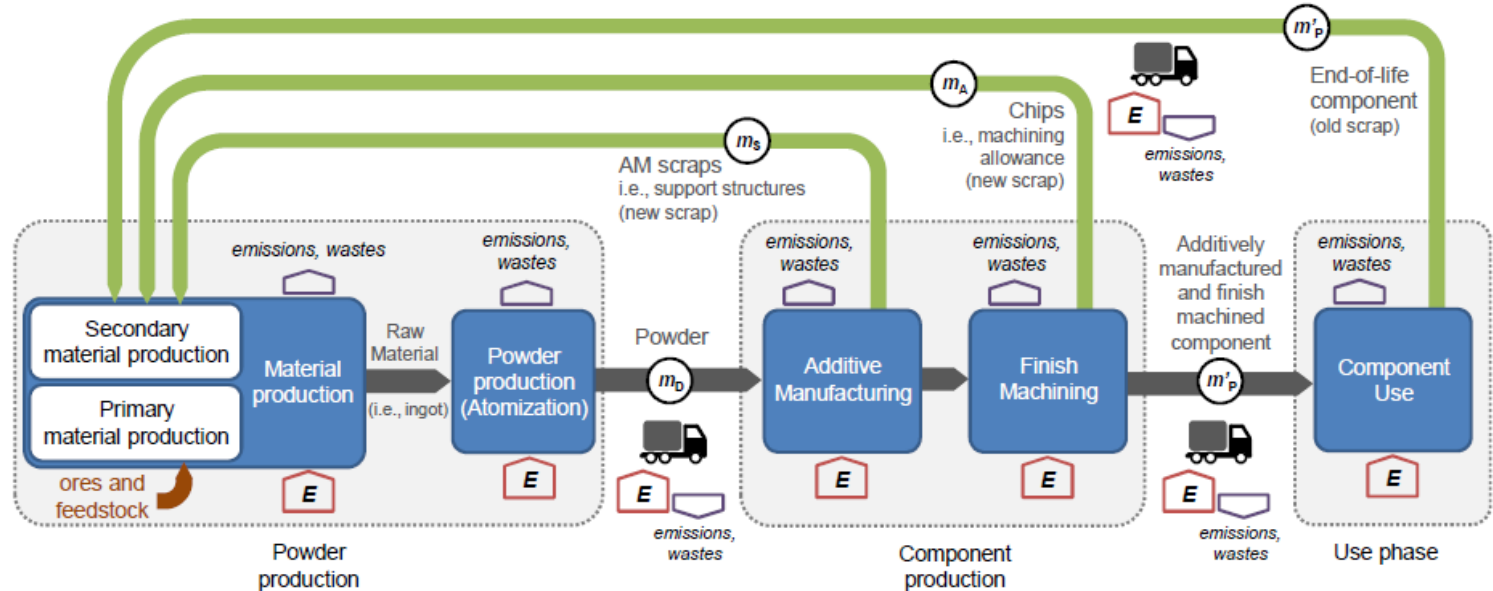 m'P
End-of-life
component
(old scrap)
mA
Chips
i.e., machining
allowance
(new scrap)
E
emissions,
wastes
mS
AM scraps
i.e., support structures
(new scrap)
emissions, wastes
emissions,
wastes
emissions,
wastes
emissions,
wastes
Additively
manufactured
and finish
machined
component
emissions,
wastes
Secondary
material production
Primary
material production
Material
production
Raw
Material
(i.e., ingot)
Powder
production
(Atomization)
Powder
mD
Additive
Manufacturing
Finish
Machining
m'P
Component
Use
ores and
feedstock
E
E
E
emissions,
wastes
E
E
E
emissions,
wastes
E
Powder
production
Component
production
Use phase